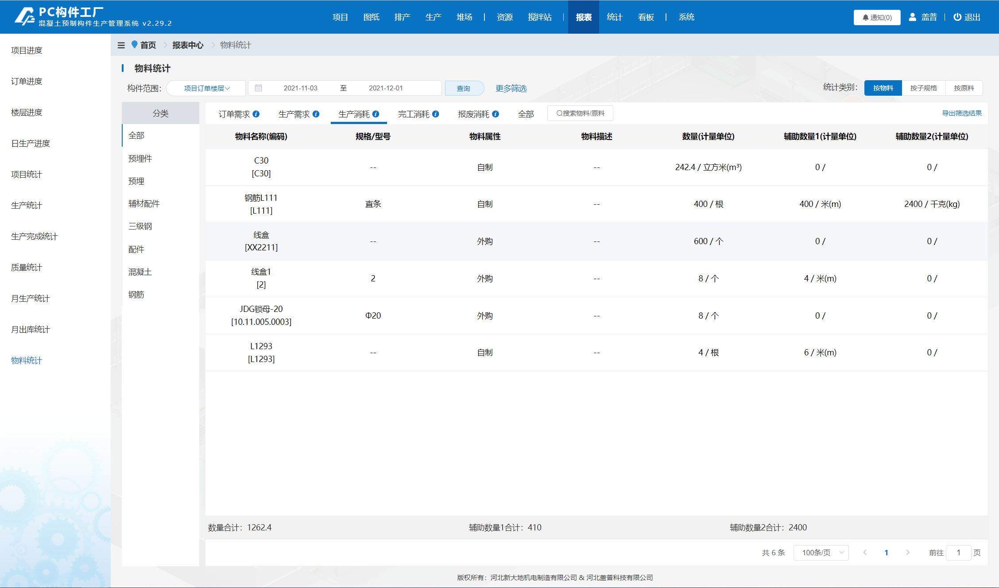 PC构件工厂
混凝土预制构件生产管理系统 v2.29.2
项目 图纸 排产 生产 堆场 | 资源 搅拌站 | 报表 统计 看板 | 系统
通知(0) 盖普 | 退出
项目进度
订单进度
楼层进度
日生产进度
项目统计
生产统计
生产完成统计
质量统计
月生产统计
月出库统计
物料统计
首页 > 报表中心 > 物料统计
物料统计
构件范围： 项目订单楼层 2021-11-03 至 2021-12-01 查询 更多筛选 统计类别： 按物料 按子规格 按原料
分类
全部
预埋件
预埋
辅材配件
三级钢
配件
混凝土
钢筋
订单需求 生产需求 生产消耗 完工消耗 报废消耗 全部 搜索物料/原料 导出筛选结果
物料名称(编码) 规格/型号 物料属性 物料描述 数量(计量单位) 辅助数量1(计量单位) 辅助数量2(计量单位)
C30
[C30] -- 自制 -- 242.4 / 立方米(m³) 0 / 0 /
钢筋L111
[L111] 直条 自制 -- 400 / 根 400 / 米(m) 2400 / 千克(kg)
线盒
[XX2211] -- 外购 -- 600 / 个 0 / 0 /
线盒1
[2] 2 外购 -- 8 / 个 4 / 米(m) 0 /
JDG锁母-20
[10.11.005.0003] Φ20 外购 -- 8 / 个 0 / 0 /
L1293
[L1293] -- 自制 -- 4 / 根 6 / 米(m) 0 /
数量合计：1262.4 辅助数量1合计：410 辅助数量2合计：2400
共 6 条 100条/页 < 1 > 前往 1 页
版权所有：河北新大地机电制造有限公司 & 河北盖普科技有限公司